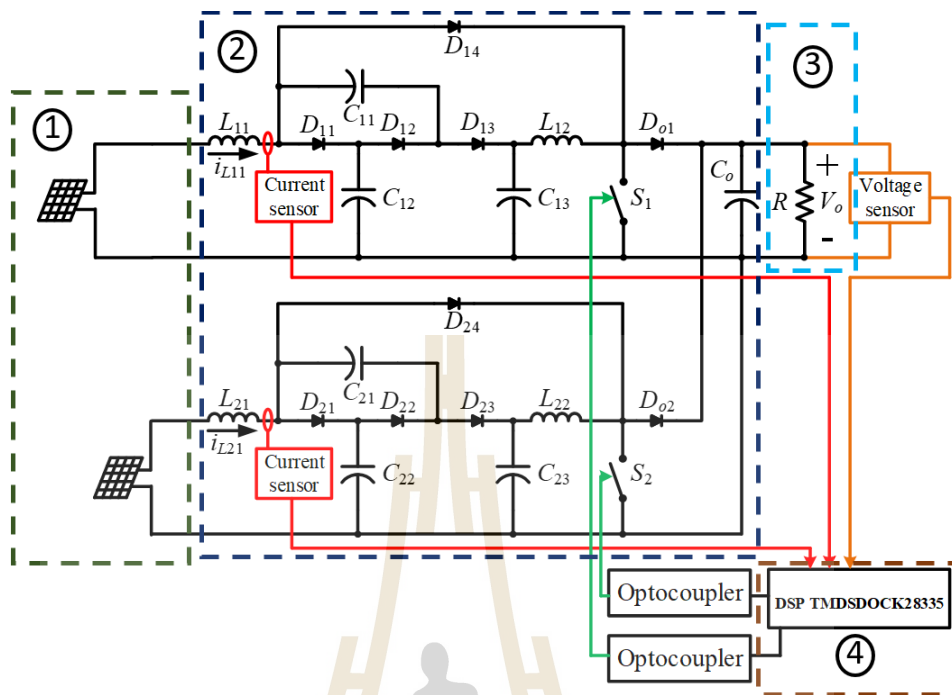 1
2
3
D₁₄
C₁₁
L₁₁
D₁₁
D₁₂
D₁₃
L₁₂
Dₒ₁
i_L11
Current
sensor
C₁₂
C₁₃
S₁
Cₒ
R
+
Vₒ
-
Voltage
sensor
D₂₄
C₂₁
L₂₁
D₂₁
D₂₂
D₂₃
L₂₂
Dₒ₂
i_L21
Current
sensor
C₂₂
C₂₃
S₂
Optocoupler
DSP TMDSDOCK28335
Optocoupler
4